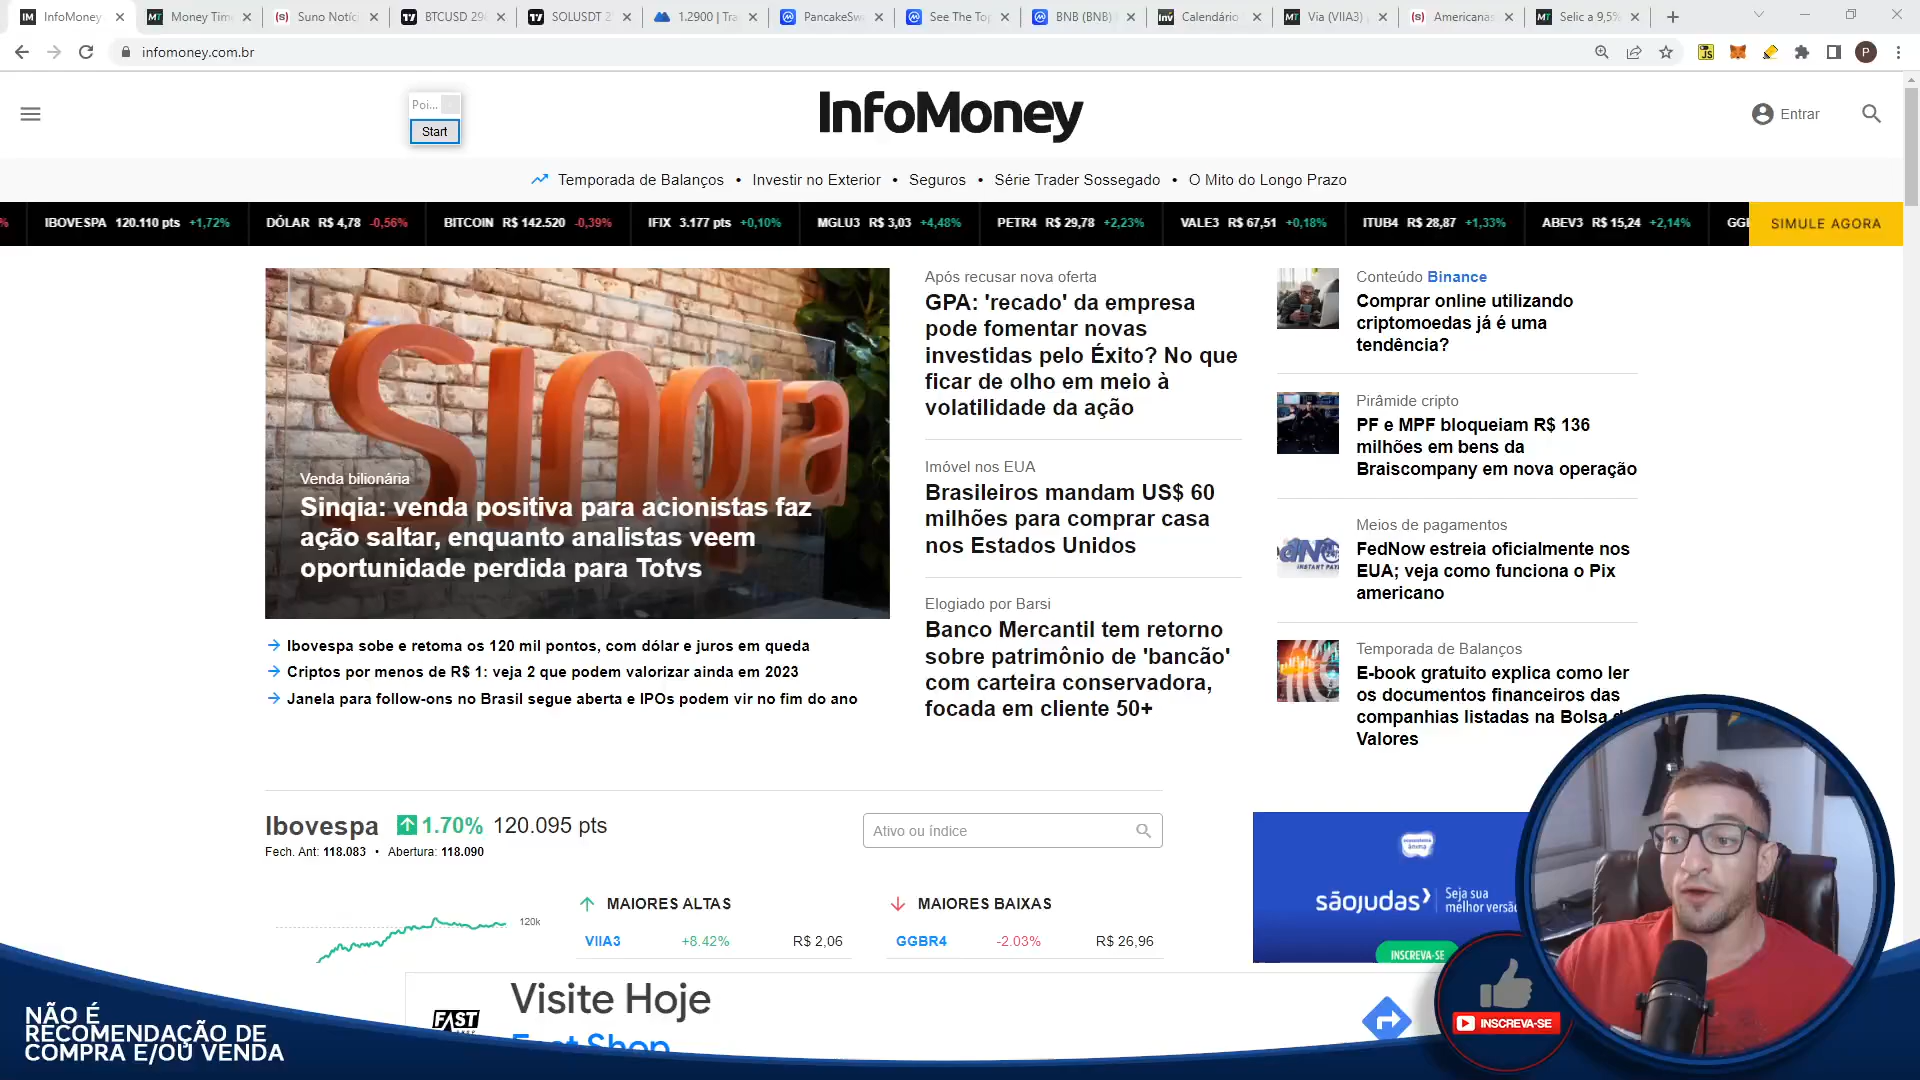 InfoMoney
Money Tim
Suno Notíc
BTCUSD 29
SOLUSDT 2
1.2900 | Tra
PancakeSw
See The To
BNB (BNB)
Calendário
Via (VIIA3)
Americanas
Selic a 9,5%
infomoney.com.br
Poi...
Start
InfoMoney
Entrar
Temporada de Balanços • Investir no Exterior • Seguros • Série Trader Sossegado • O Mito do Longo Prazo
% IBOVESPA 120.110 pts +1,72% DÓLAR R$ 4,78 -0,56% BITCOIN R$ 142.520 -0,39% IFIX 3.177 pts +0,10% MGLU3 R$ 3,03 +4,48% PETR4 R$ 29,78 +2,23% VALE3 R$ 67,51 +0,18% ITUB4 R$ 28,87 +1,33% ABEV3 R$ 15,24 +2,14% SIMULE AGORA
sinqia
Venda bilionária
Sinqia: venda positiva para acionistas faz
ação saltar, enquanto analistas veem
oportunidade perdida para Totvs
Ibovespa sobe e retoma os 120 mil pontos, com dólar e juros em queda
Criptos por menos de R$ 1: veja 2 que podem valorizar ainda em 2023
Janela para follow-ons no Brasil segue aberta e IPOs podem vir no fim do ano
Após recusar nova oferta
GPA: 'recado' da empresa
pode fomentar novas
investidas pelo Éxito? No que
ficar de olho em meio à
volatilidade da ação
Imóvel nos EUA
Brasileiros mandam US$ 60
milhões para comprar casa
nos Estados Unidos
Elogiado por Barsi
Banco Mercantil tem retorno
sobre patrimônio de 'bancão'
com carteira conservadora,
focada em cliente 50+
Conteúdo Binance
Comprar online utilizando
criptomoedas já é uma
tendência?
Pirâmide cripto
PF e MPF bloqueiam R$ 136
milhões em bens da
Braiscompany em nova operação
Meios de pagamentos
FedNow estreia oficialmente nos
EUA; veja como funciona o Pix
americano
Temporada de Balanços
E-book gratuito explica como ler
os documentos financeiros das
companhias listadas na Bolsa d
Valores
Ibovespa 1.70% 120.095 pts
Fech. Ant: 118.083 • Abertura: 118.090
Ativo ou índice
120k
MAIORES ALTAS
VIIA3 +8.42% R$ 2,06
MAIORES BAIXAS
GGBR4 -2.03% R$ 26,96
sãojudas
Seja sua
melhor versão
INSCREVA-SE
FAST
Visite Hoje
Fast Shop
NÃO É
RECOMENDAÇÃO DE
COMPRA E/OU VENDA
INSCREVA-SE